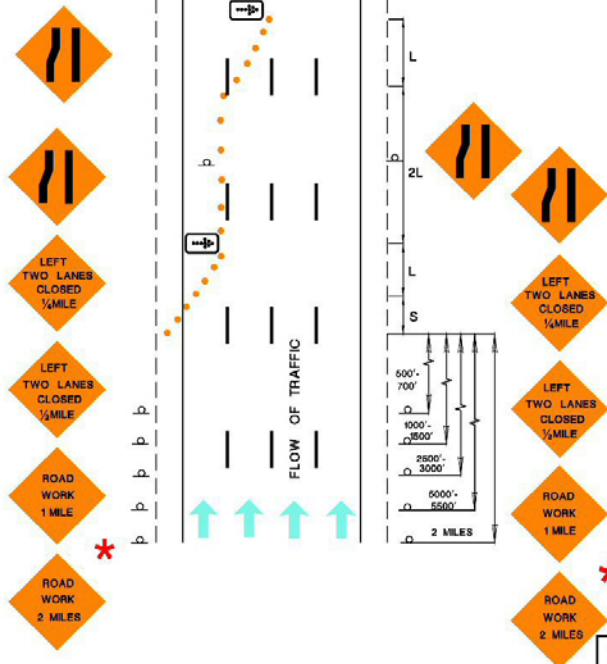 L
2L
L
S
LEFT
TWO LANES
CLOSED
¼MILE
LEFT
TWO LANES
CLOSED
½MILE
ROAD
WORK
1 MILE
*
ROAD
WORK
2 MILES
FLOW OF TRAFFIC
500'-
700'
1000'-
1500'
2500'-
3000'
5000'-
5500'
2 MILES
LEFT
TWO LANES
CLOSED
¼MILE
LEFT
TWO LANES
CLOSED
½MILE
ROAD
WORK
1 MILE
*
ROAD
WORK
2 MILES